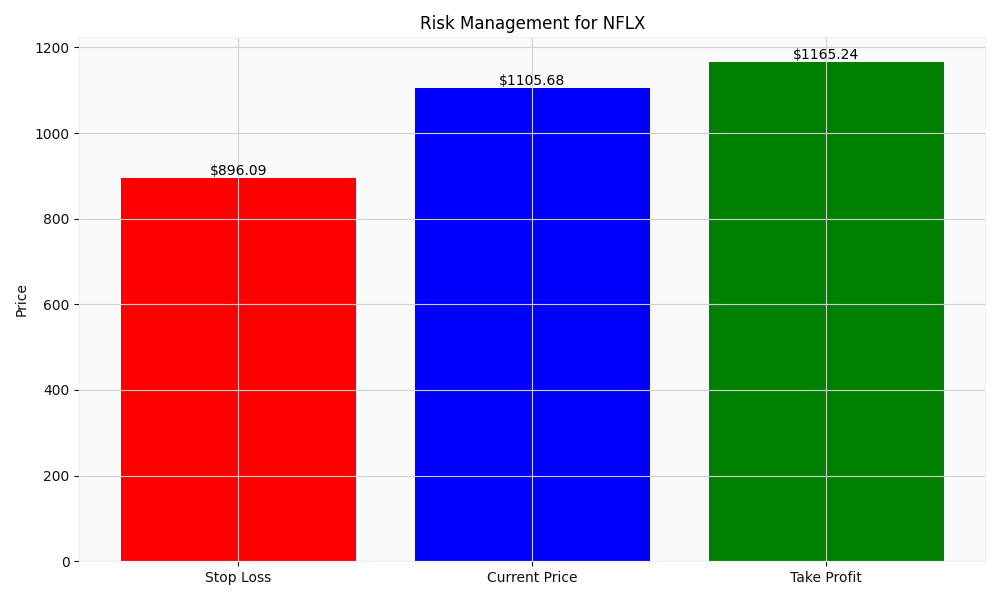 Risk Management for NFLX
1200
1000
800
600
400
200
0
Price
$896.09
$1105.68
$1165.24
Stop Loss
Current Price
Take Profit